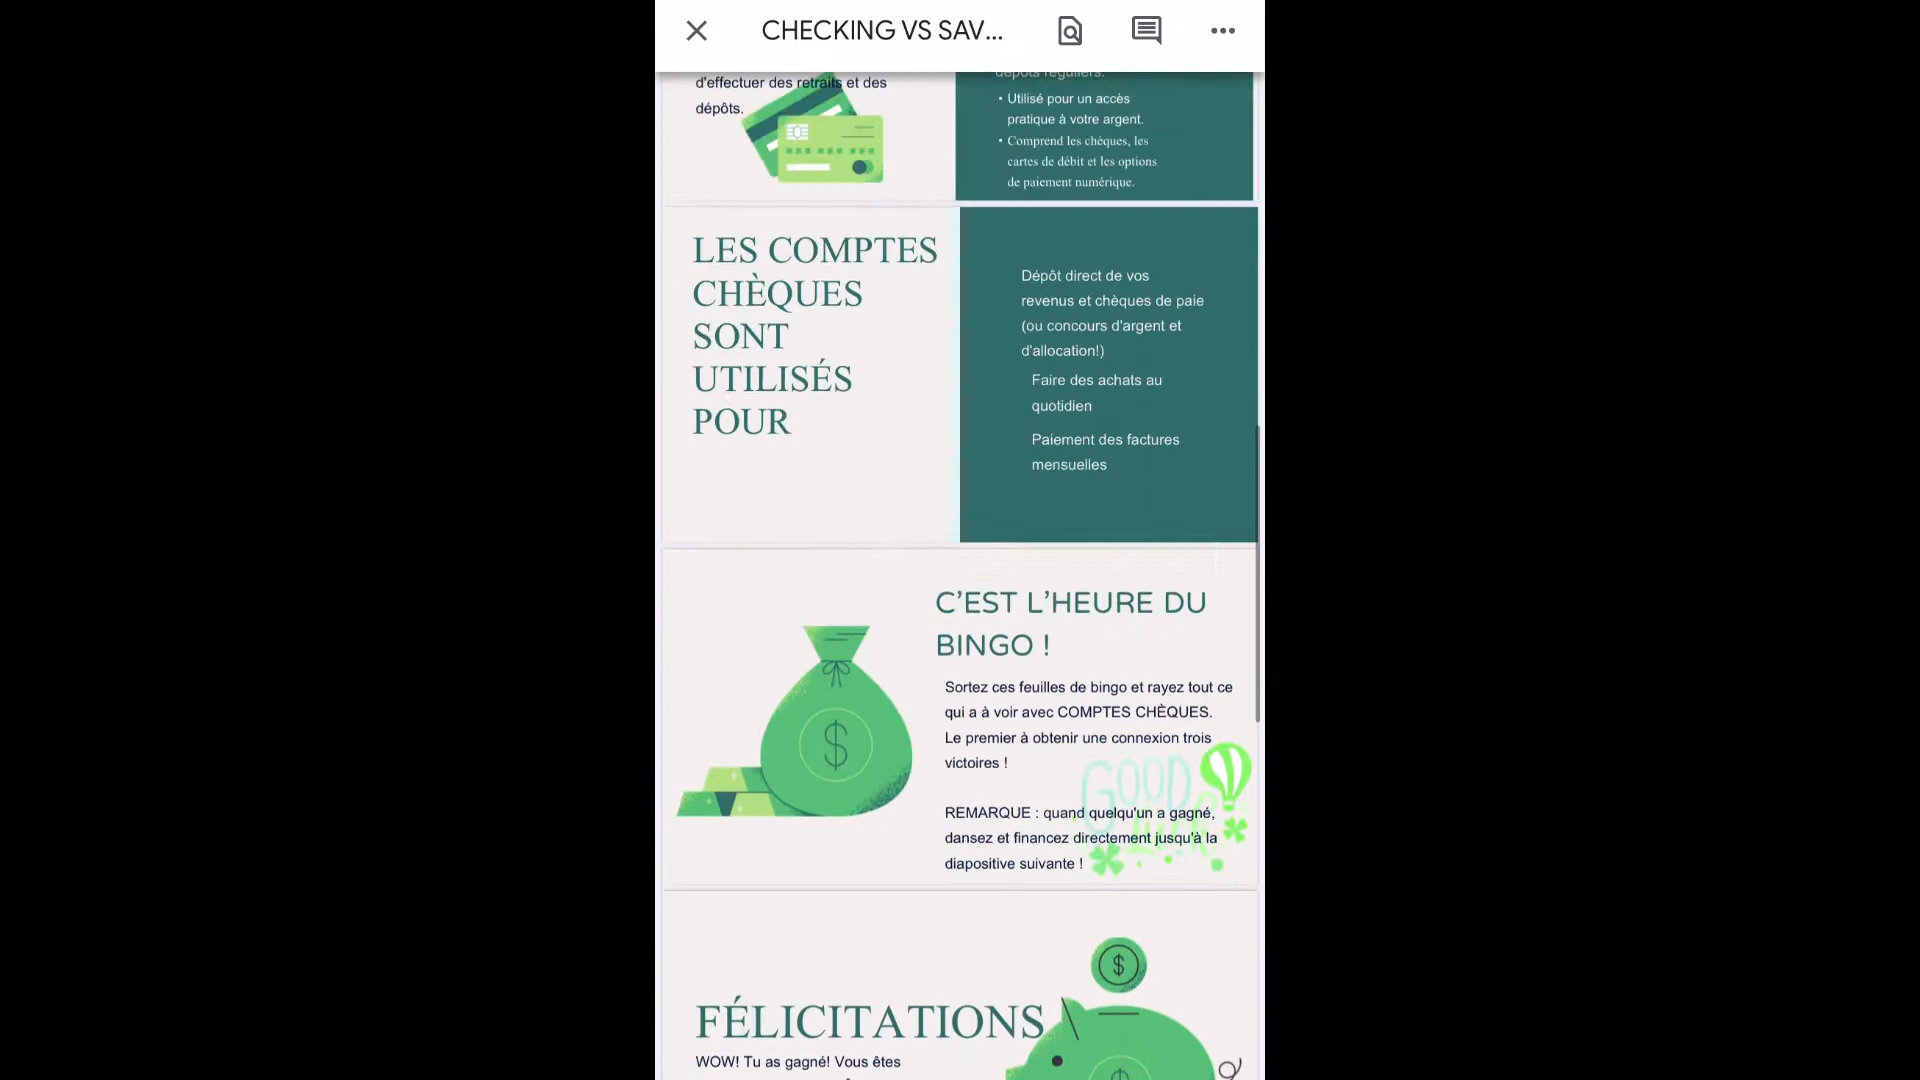 CHECKING VS SAV...
d'effectuer des retraits et des
dépôts.
dépôts réguliers.
• Utilisé pour un accès
pratique à votre argent.
• Comprend les chèques, les
cartes de débit et les options
de paiement numérique.
LES COMPTES
CHÈQUES
SONT
UTILISÉS
POUR
Dépôt direct de vos
revenus et chèques de paie
(ou concours d'argent et
d'allocation!)
Faire des achats au
quotidien
Paiement des factures
mensuelles
C’EST L’HEURE DU
BINGO !
Sortez ces feuilles de bingo et rayez tout ce
qui a à voir avec COMPTES CHÈQUES.
Le premier à obtenir une connexion trois
victoires !
GOOD
REMARQUE : quand quelqu'un a gagné,
dansez et financez directement jusqu'à la
diapositive suivante !
$
$
FÉLICITATIONS
WOW! Tu as gagné! Vous êtes